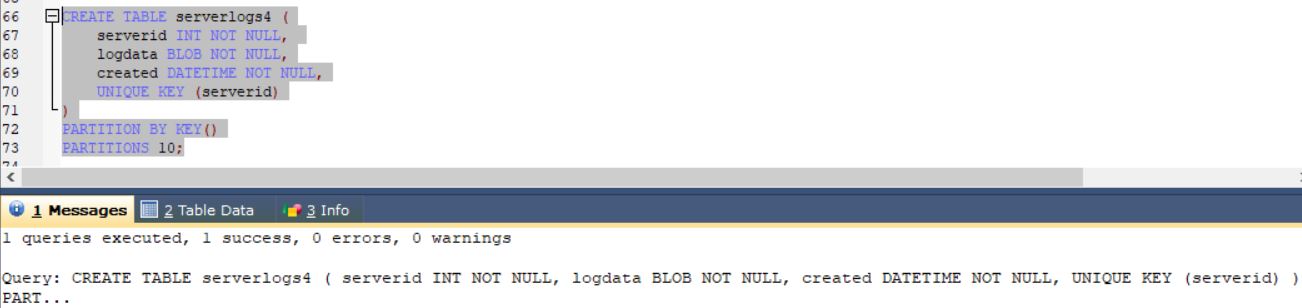 66 CREATE TABLE serverlogs4 (
67 serverid INT NOT NULL,
68 logdata BLOB NOT NULL,
69 created DATETIME NOT NULL,
70 UNIQUE KEY (serverid)
71 )
72 PARTITION BY KEY()
73 PARTITIONS 10;
1 Messages 2 Table Data 3 Info
1 queries executed, 1 success, 0 errors, 0 warnings
Query: CREATE TABLE serverlogs4 ( serverid INT NOT NULL, logdata BLOB NOT NULL, created DATETIME NOT NULL, UNIQUE KEY (serverid) )
PART...